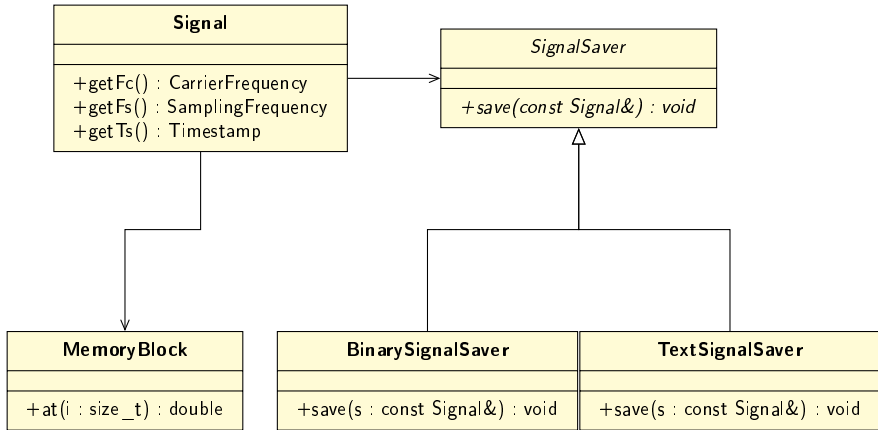 Signal
+getFc() : CarrierFrequency
+getFs() : SamplingFrequency
+getTs() : Timestamp
SignalSaver
+save(const Signal&) : void
MemoryBlock
+at(i : size_t) : double
BinarySignalSaver
+save(s : const Signal&) : void
TextSignalSaver
+save(s : const Signal&) : void